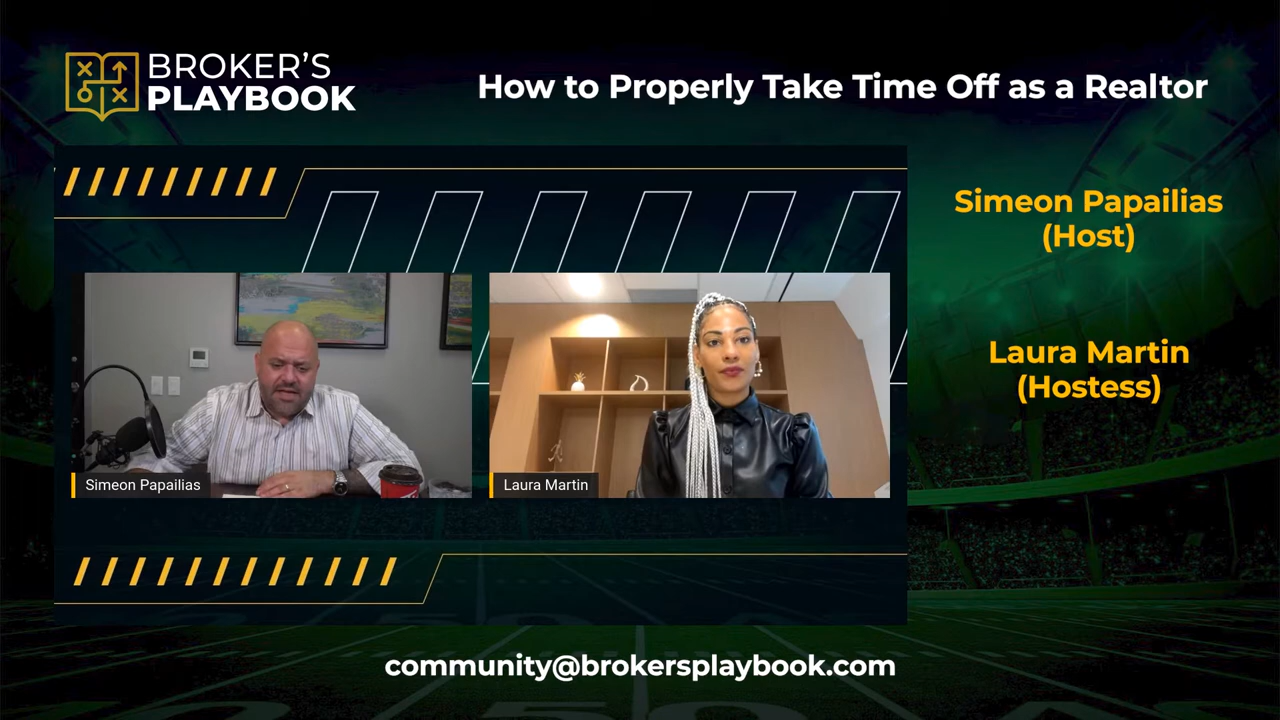 BROKER'S
PLAYBOOK
How to Properly Take Time Off as a Realtor
Simeon Papailias
(Host)
Laura Martin
(Hostess)
Simeon Papailias
Laura Martin
community@brokersplaybook.com